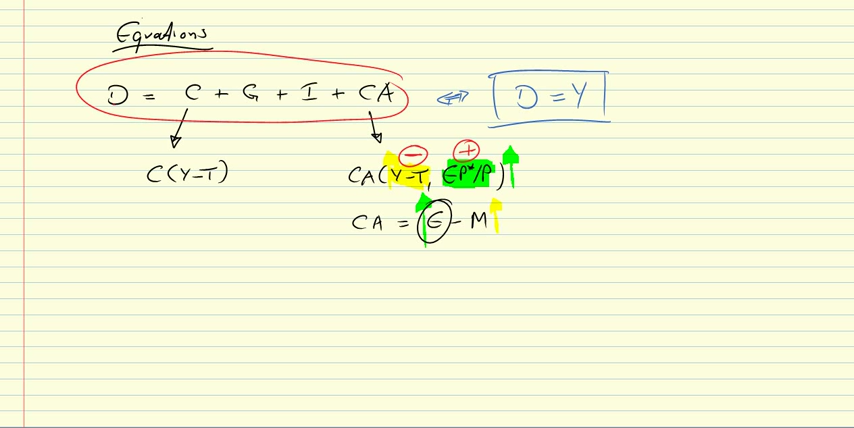 Equations
D = C + G + I + CA ⇔ D = Y
C(Y-T) CA(Y-T, EP*/P)
- +
CA = E - M